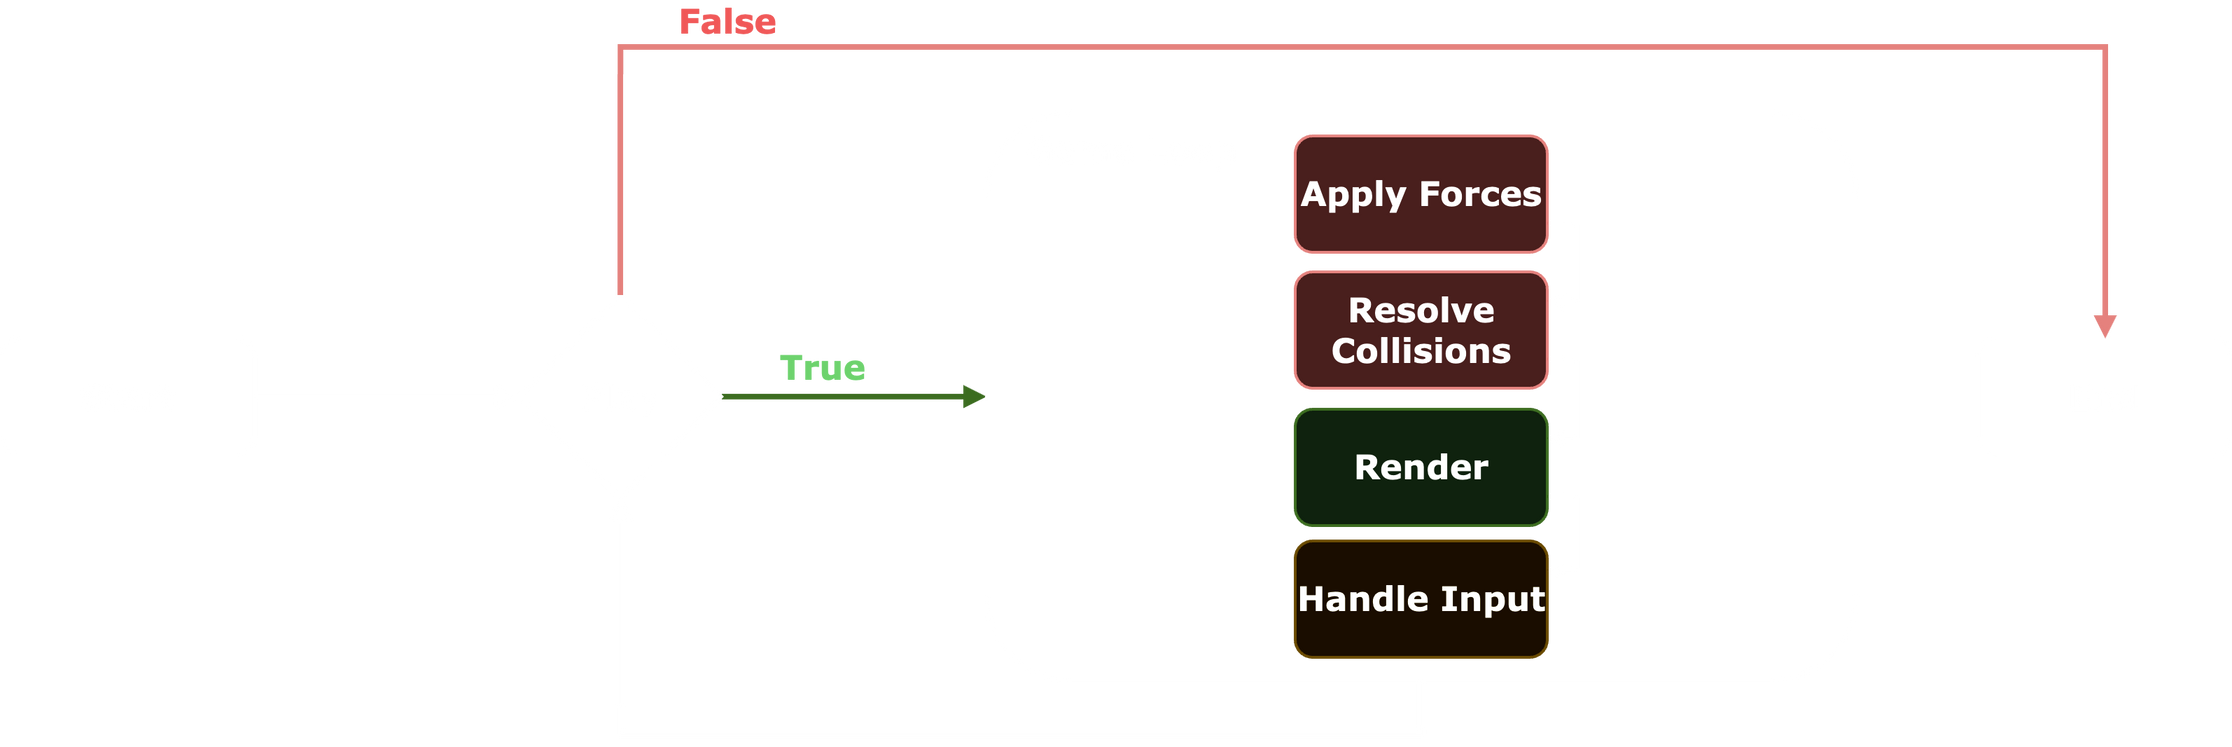 False
Apply Forces
Resolve
Collisions
True
Render
Handle Input